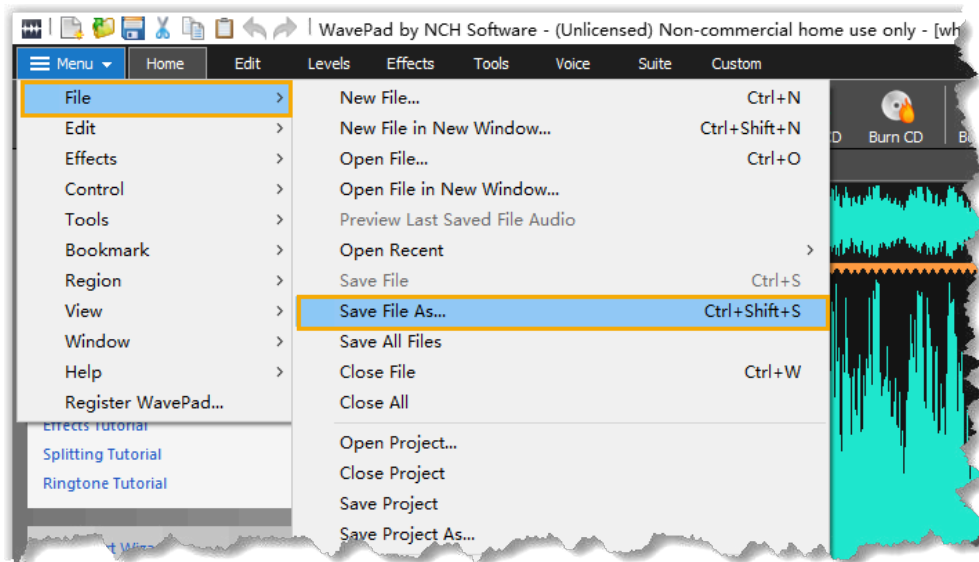 WavePad by NCH Software - (Unlicensed) Non-commercial home use only - [wh
Menu Home Edit Levels Effects Tools Voice Suite Custom
File
Edit
Effects
Control
Tools
Bookmark
Region
View
Window
Help
Register WavePad...
Effects Tutorial
Splitting Tutorial
Ringtone Tutorial
New File... Ctrl+N
New File in New Window... Ctrl+Shift+N
Open File... Ctrl+O
Open File in New Window...
Preview Last Saved File Audio
Open Recent
Save File Ctrl+S
Save File As... Ctrl+Shift+S
Save All Files
Close File Ctrl+W
Close All
Open Project...
Close Project
Save Project
Save Project As...
Burn CD